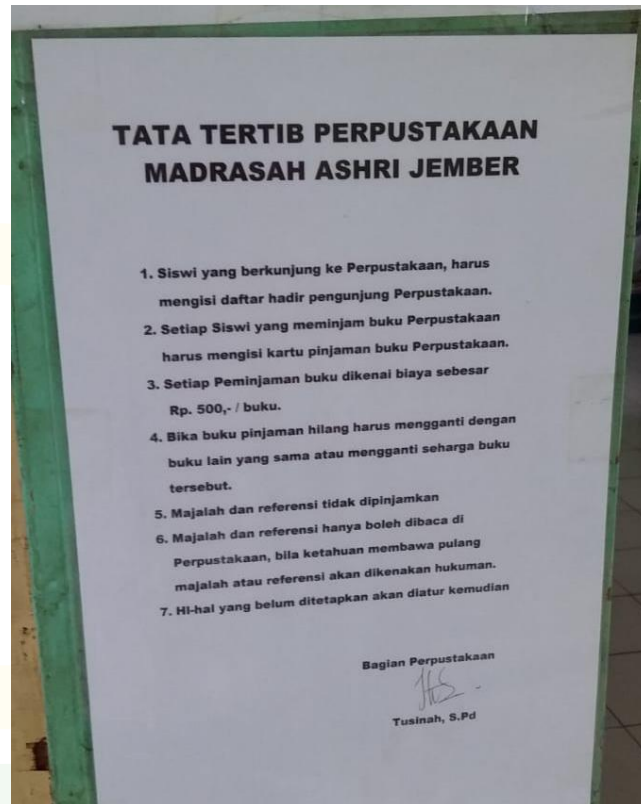 TATA TERTIB PERPUSTAKAAN
MADRASAH ASHRI JEMBER
1. Siswi yang berkunjung ke Perpustakaan, harus
mengisi daftar hadir pengunjung Perpustakaan.
2. Setiap Siswi yang meminjam buku Perpustakaan
harus mengisi kartu pinjaman buku Perpustakaan.
3. Setiap Peminjaman buku dikenai biaya sebesar
Rp. 500,- / buku.
4. Bika buku pinjaman hilang harus mengganti dengan
buku lain yang sama atau mengganti seharga buku
tersebut.
5. Majalah dan referensi tidak dipinjamkan
6. Majalah dan referensi hanya boleh dibaca di
Perpustakaan, bila ketahuan membawa pulang
majalah atau referensi akan dikenakan hukuman.
7. Hl-hal yang belum ditetapkan akan diatur kemudian
Bagian Perpustakaan
Tusinah, S.Pd